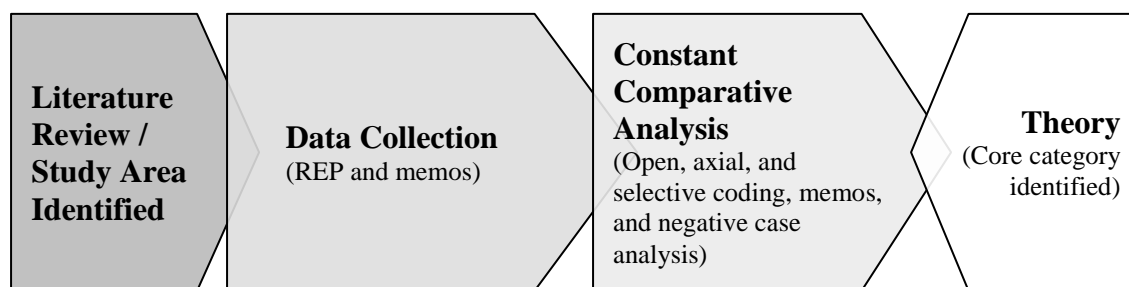 Literature
Review /
Study Area
Identified
Data Collection
(REP and memos)
Constant
Comparative
Analysis
(Open, axial, and
selective coding, memos,
and negative case
analysis)
Theory
(Core category
identified)